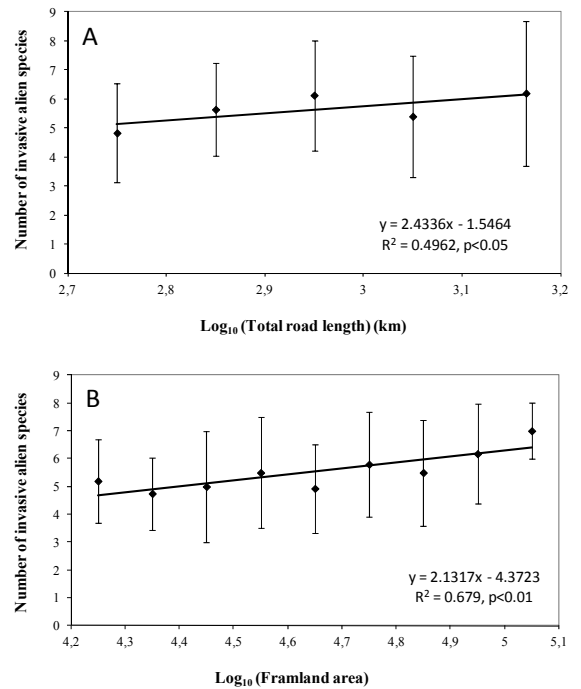 A
Number of invasive alien species
9
8
7
6
5
4
3
2
1
0
y = 2.4336x - 1.5464
R² = 0.4962, p<0.05
2,7 2,8 2,9 3 3,1 3,2
Log₁₀ (Total road length) (km)
B
Number of invasive alien species
9
8
7
6
5
4
3
2
1
0
y = 2.1317x - 4.3723
R² = 0.679, p<0.01
4,2 4,3 4,4 4,5 4,6 4,7 4,8 4,9 5 5,1
Log₁₀ (Framland area)